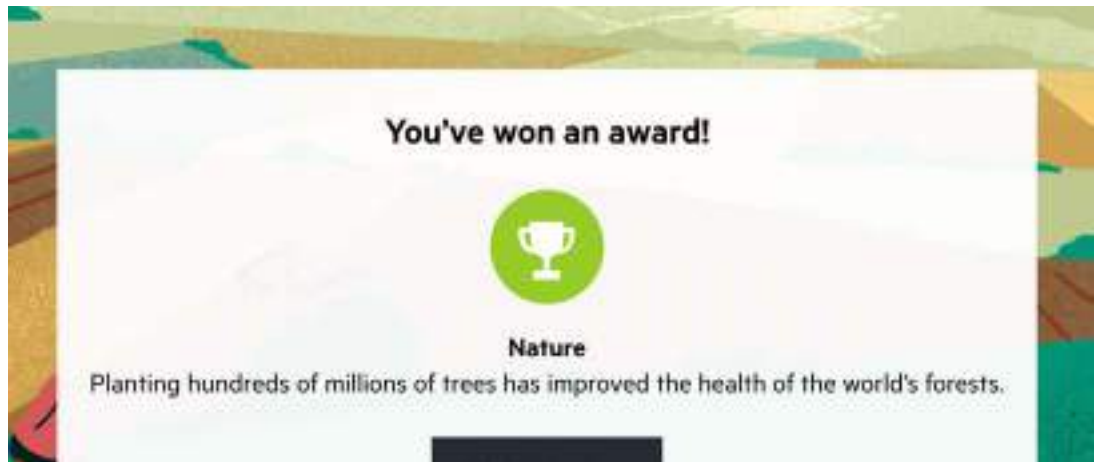 You've won an award!
Nature
Planting hundreds of millions of trees has improved the health of the world's forests.